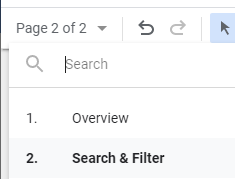 Page 2 of 2
Search
1. Overview
2. Search & Filter